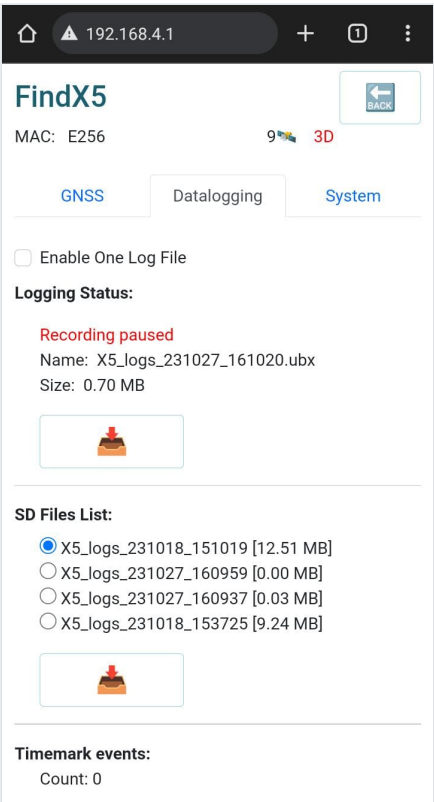 192.168.4.1
1
FindX5
BACK
MAC: E256
9 3D
GNSS Datalogging System
Enable One Log File
Logging Status:
Recording paused
Name: X5_logs_231027_161020.ubx
Size: 0.70 MB
SD Files List:
X5_logs_231018_151019 [12.51 MB]
X5_logs_231027_160959 [0.00 MB]
X5_logs_231027_160937 [0.03 MB]
X5_logs_231018_153725 [9.24 MB]
Timemark events:
Count: 0